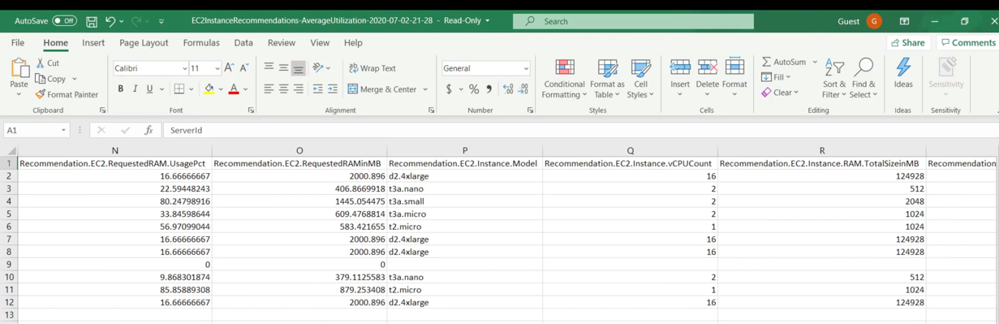 AutoSave Off EC2InstanceRecommendations-AverageUtilization-2020-07-02-21-28 - Read-Only Search Guest G
File Home Insert Page Layout Formulas Data Review View Help Share Comments
Cut Calibri 11 A A Wrap Text General AutoSum
Paste Copy Conditional Format as Cell Insert Delete Format Fill Sort & Find & Ideas Sensitivity
Format Painter B I U A Merge & Center $ % Formatting Table Styles Clear Filter Select
Clipboard Font Alignment Number Styles Cells Editing Ideas Sensitivity
A1 fx ServerId
N O P Q R
1 Recommendation.EC2.RequestedRAM.UsagePct Recommendation.EC2.RequestedRAMinMB Recommendation.EC2.Instance.Model Recommendation.EC2.Instance.vCPUCount Recommendation.EC2.Instance.RAM.TotalSizeinMB Recommendation
2 16.66666667 2000.896 d2.4xlarge 16 124928
3 22.59448243 406.8669918 t3a.nano 2 512
4 80.24798916 1445.054475 t3a.small 2 2048
5 33.84598644 609.4768814 t3a.micro 2 1024
6 56.97099044 583.421655 t2.micro 1 1024
7 16.66666667 2000.896 d2.4xlarge 16 124928
8 16.66666667 2000.896 d2.4xlarge 16 124928
9 0 0
10 9.868301874 379.1125583 t3a.nano 2 512
11 85.85889308 879.253408 t2.micro 1 1024
12 16.66666667 2000.896 d2.4xlarge 16 124928
13